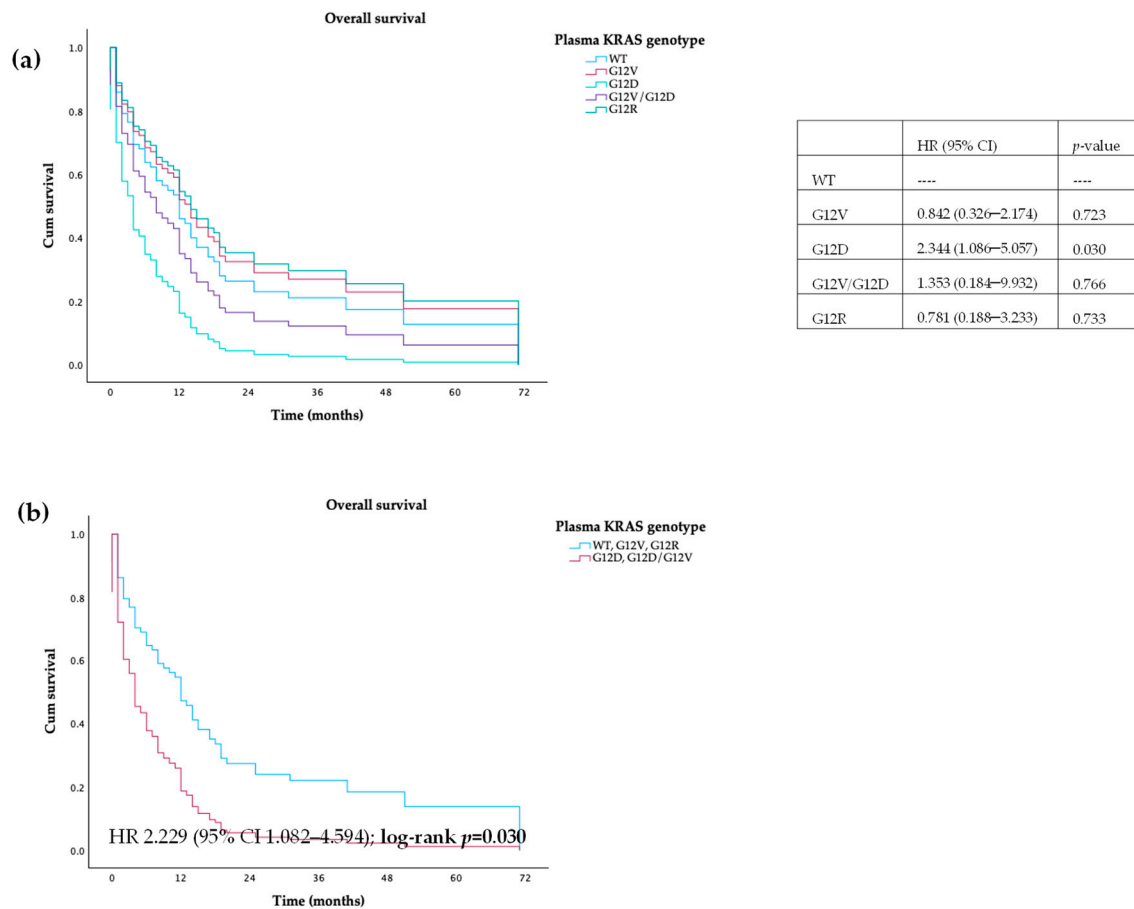 (a)
Overall survival
Plasma KRAS genotype
WT
G12V
G12D
G12V/G12D
G12R
Cum survival
1.0
0.8
0.6
0.4
0.2
0.0
0 12 24 36 48 60 72
Time (months)
HR (95% CI) p-value
WT ---- ----
G12V 0.842 (0.326–2.174) 0.723
G12D 2.344 (1.086–5.057) 0.030
G12V/G12D 1.353 (0.184–9.932) 0.766
G12R 0.781 (0.188–3.233) 0.733
(b)
Overall survival
Plasma KRAS genotype
WT, G12V, G12R
G12D, G12D/G12V
Cum survival
1.0
0.8
0.6
0.4
0.2
0.0
HR 2.229 (95% CI 1.082–4.594); log-rank p=0.030
0 12 24 36 48 60 72
Time (months)